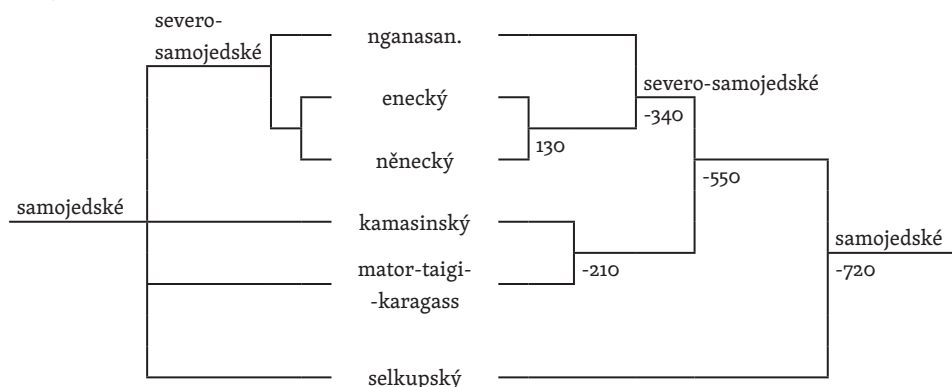 severo-
samojedské
nganasan.
severo-samojedské
enecký
-340
130
něnecký
-550
samojedské
kamasinský
samojedské
mator-taigi-
-karagass
-210
-720
selkupský